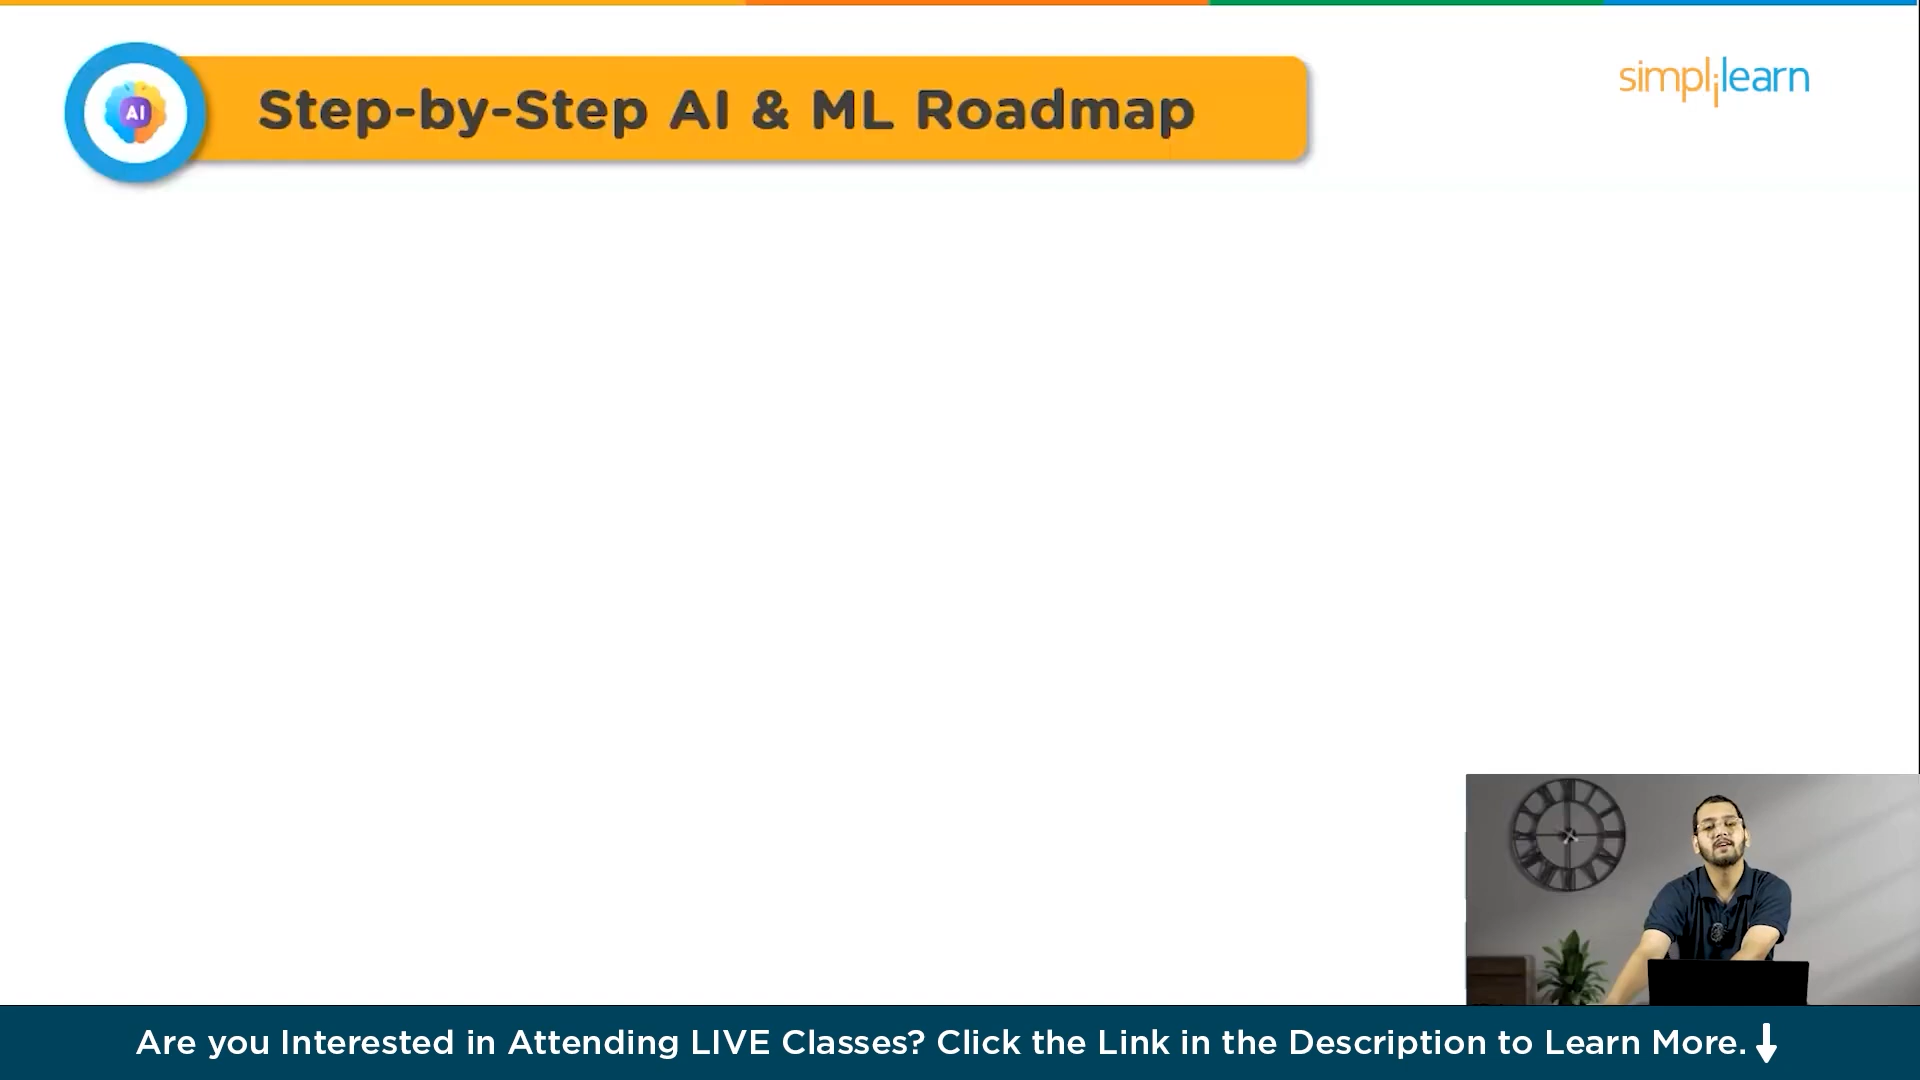 AI
Step-by-Step AI & ML Roadmap
simplilearn
Are you Interested in Attending LIVE Classes? Click the Link in the Description to Learn More.